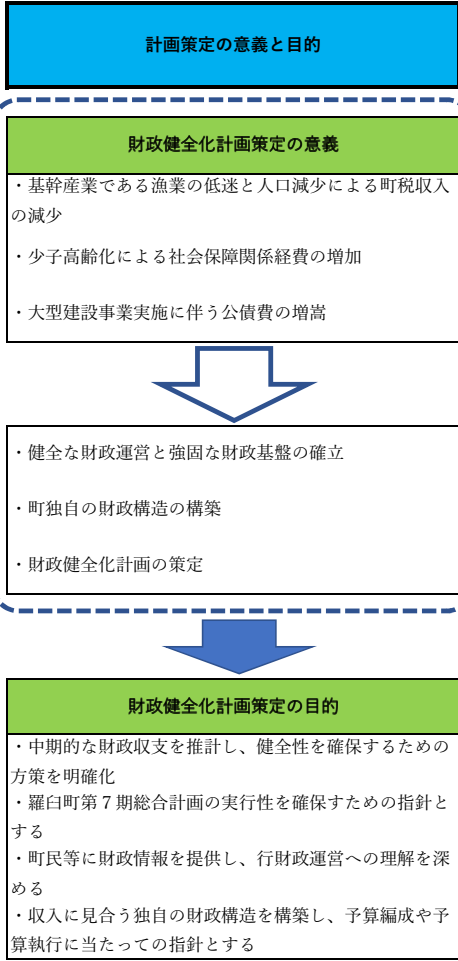 計画策定の意義と目的
財政健全化計画策定の意義
・基幹産業である漁業の低迷と人口減少による町税収入
の減少
・少子高齢化による社会保障関係経費の増加
・大型建設事業実施に伴う公債費の増嵩
・健全な財政運営と強固な財政基盤の確立
・町独自の財政構造の構築
・財政健全化計画の策定
財政健全化計画策定の目的
・中期的な財政収支を推計し、健全性を確保するための
方策を明確化
・羅臼町第７期総合計画の実行性を確保すための指針と
する
・町民等に財政情報を提供し、行財政運営への理解を深
める
・収入に見合う独自の財政構造を構築し、予算編成や予
算執行に当たっての指針とする